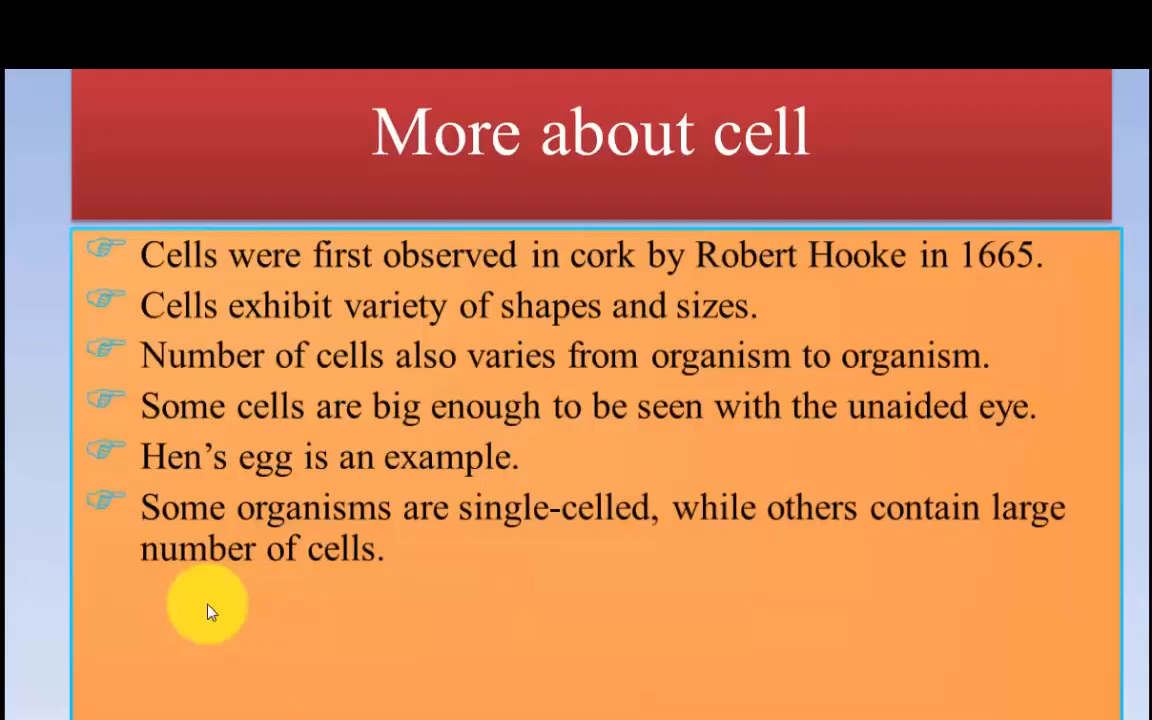 More about cell
Cells were first observed in cork by Robert Hooke in 1665.
Cells exhibit variety of shapes and sizes.
Number of cells also varies from organism to organism.
Some cells are big enough to be seen with the unaided eye.
Hen’s egg is an example.
Some organisms are single-celled, while others contain large
number of cells.